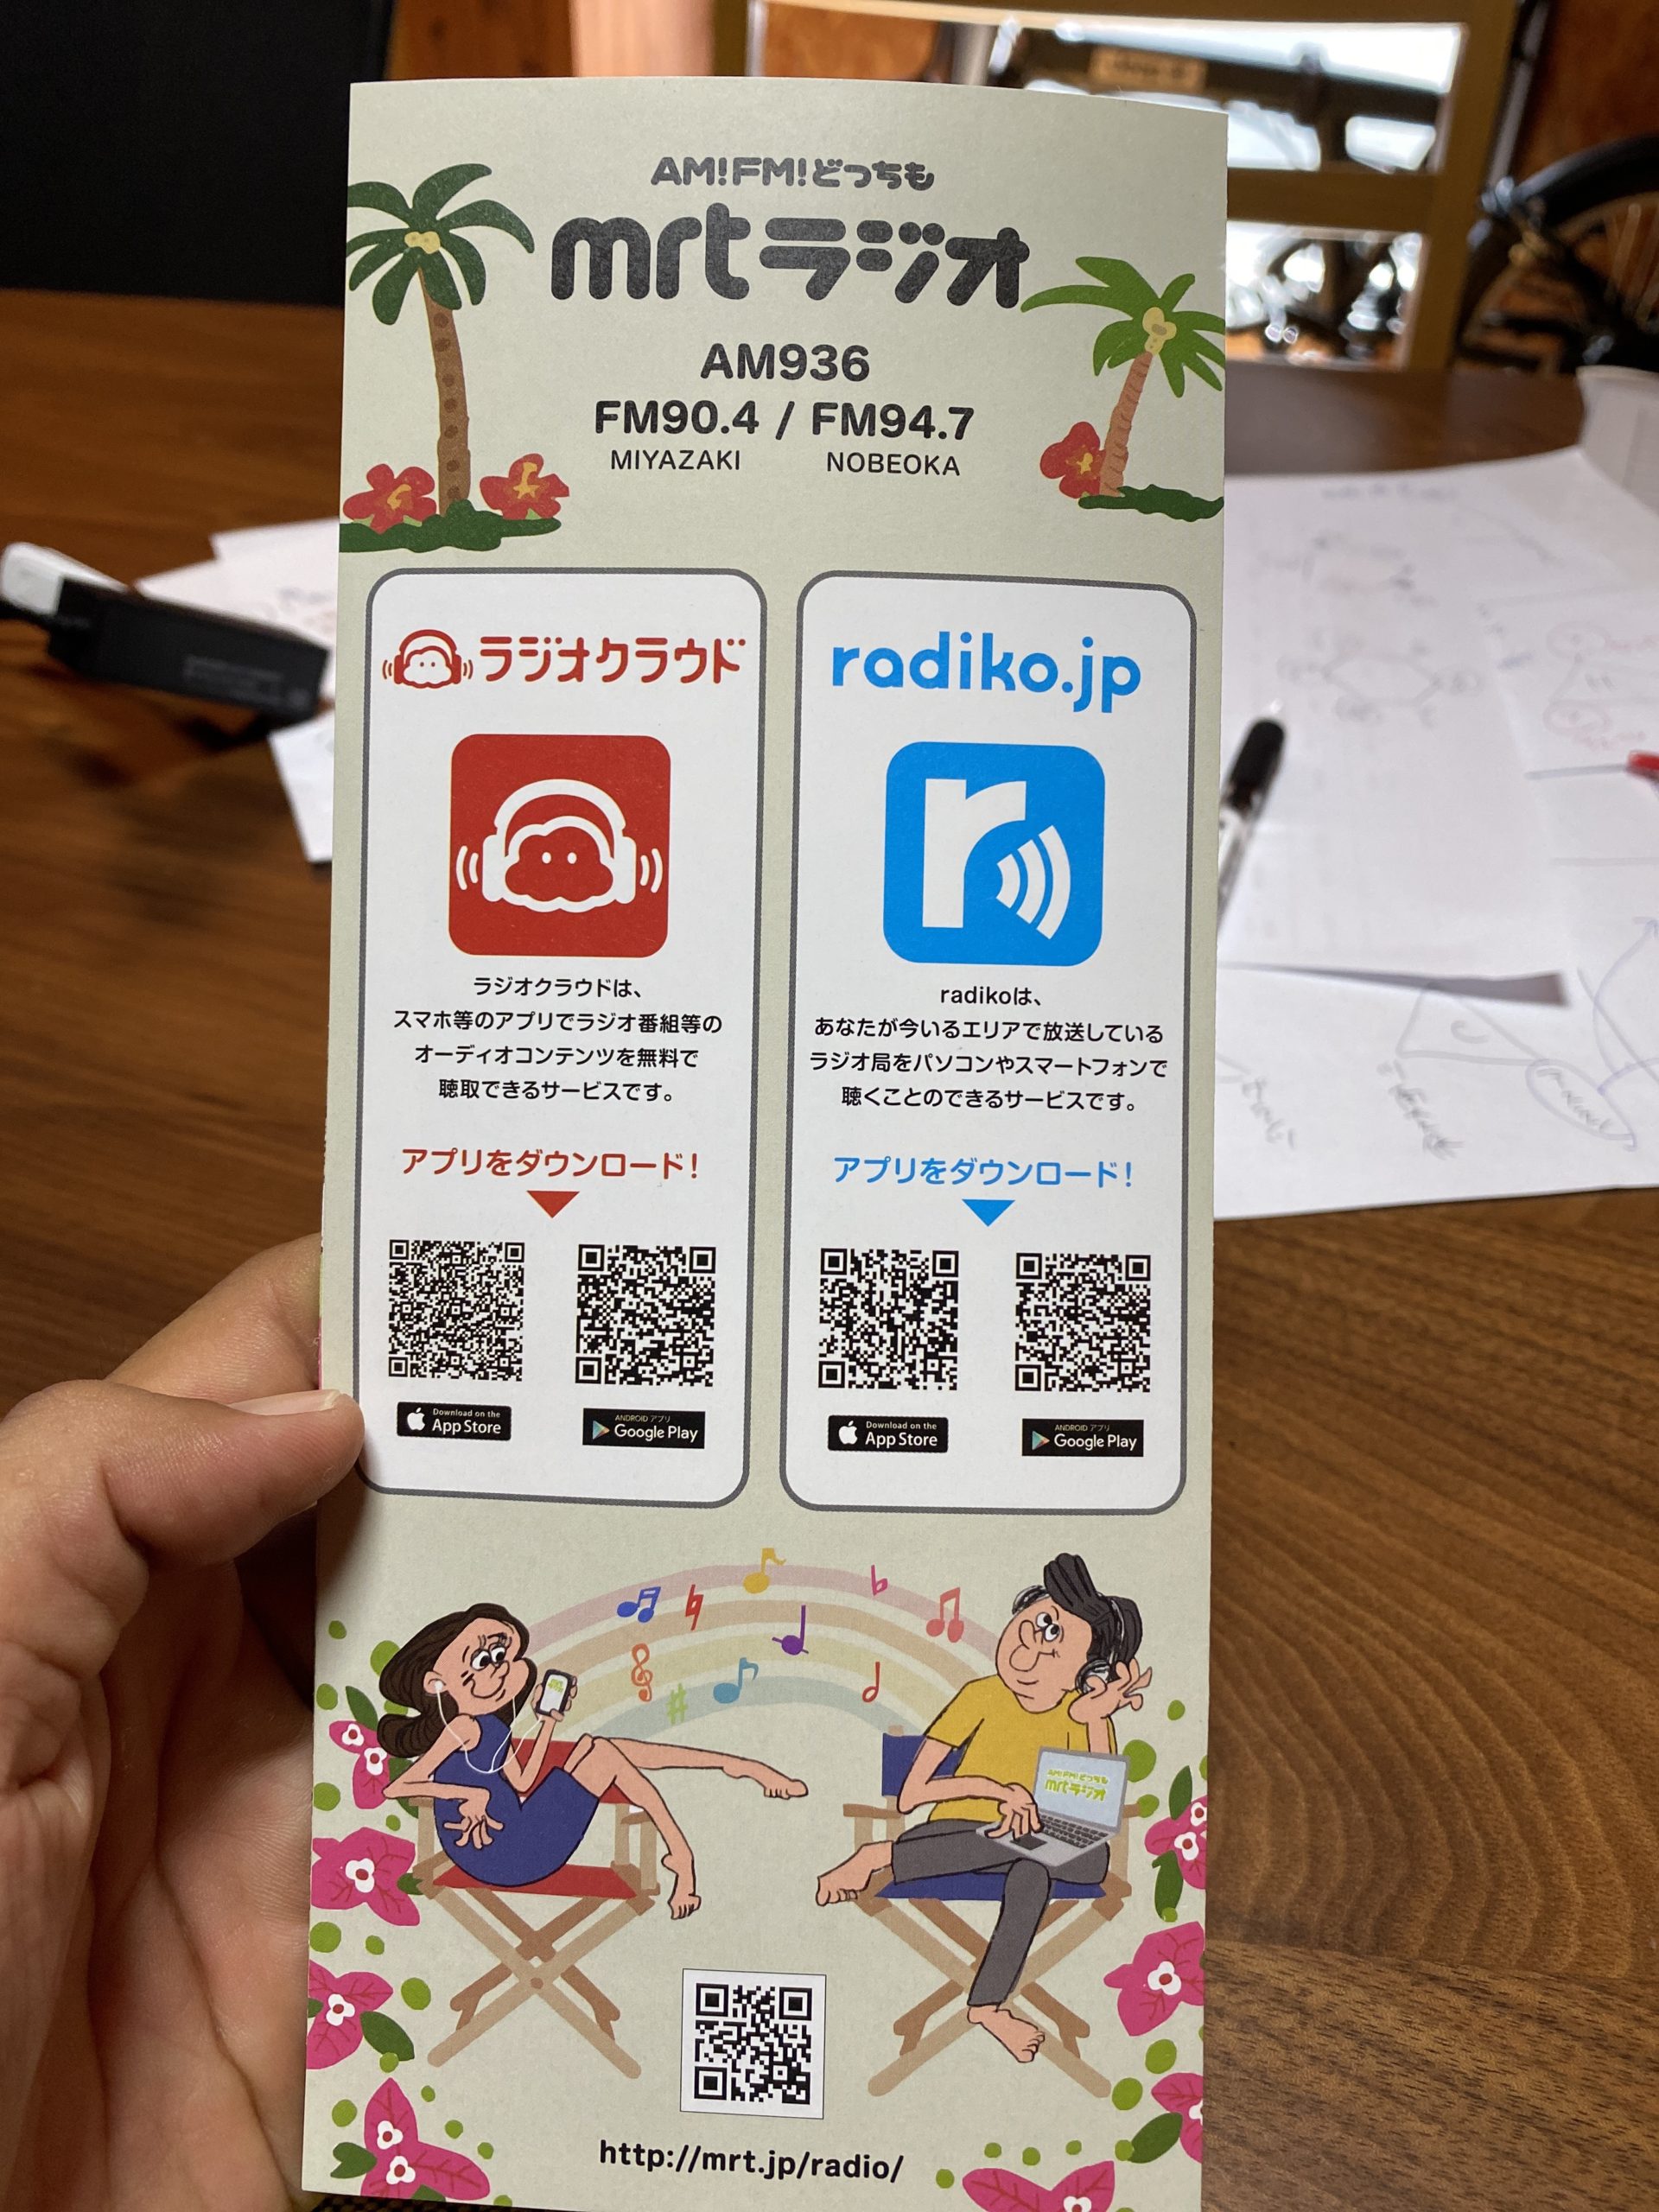 AM!FM!どっちも
mrtラジオ
AM936
FM90.4 / FM94.7
MIYAZAKI NOBEOKA
ラジオクラウド
ラジオクラウドは、
スマホ等のアプリでラジオ番組等の
オーディオコンテンツを無料で
聴取できるサービスです。
アプリをダウンロード!
Download on the
App Store
ANDROID アプリ
Google Play
radiko.jp
r
radikoは、
あなたが今いるエリアで放送している
ラジオ局をパソコンやスマートフォンで
聴くことのできるサービスです。
アプリをダウンロード!
Download on the
App Store
ANDROID アプリ
Google Play
AM!FM!どっちも
mrtラジオ
http://mrt.jp/radio/